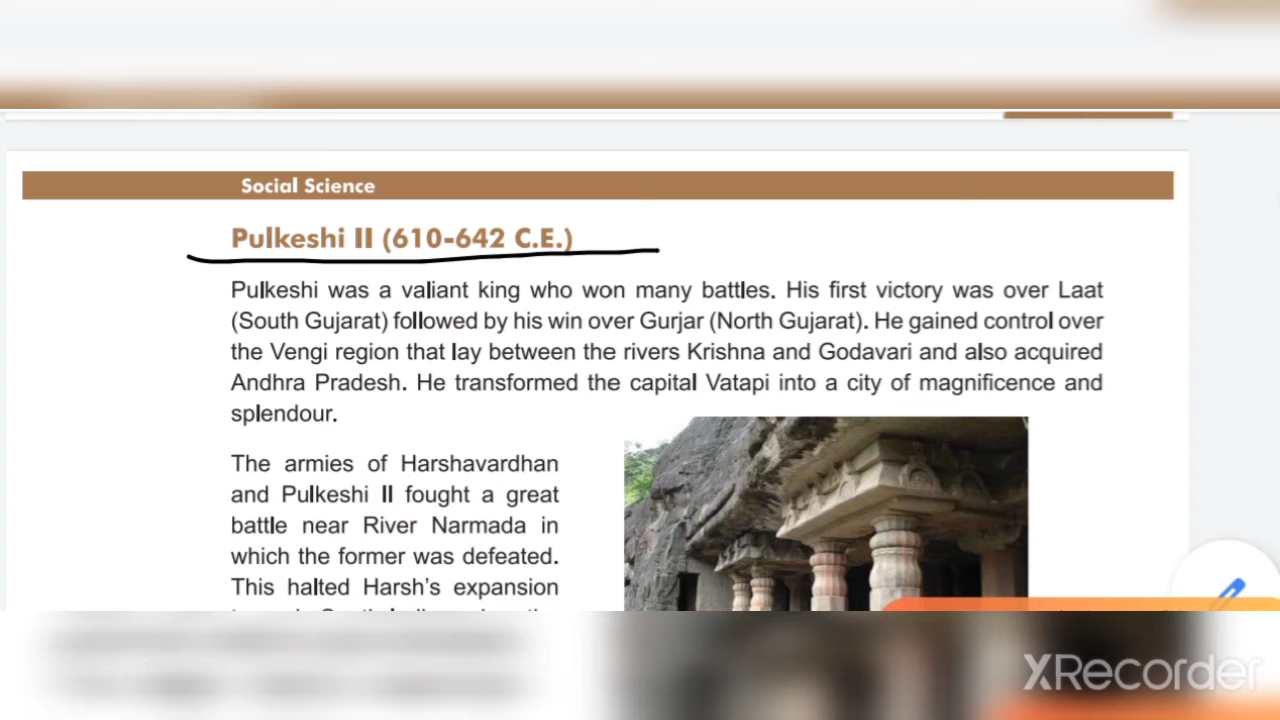 Social Science
Pulkeshi II (610-642 C.E.)
Pulkeshi was a valiant king who won many battles. His first victory was over Laat
(South Gujarat) followed by his win over Gurjar (North Gujarat). He gained control over
the Vengi region that lay between the rivers Krishna and Godavari and also acquired
Andhra Pradesh. He transformed the capital Vatapi into a city of magnificence and
splendour.
The armies of Harshavardhan
and Pulkeshi II fought a great
battle near River Narmada in
which the former was defeated.
This halted Harsh's expansion
XRecorder